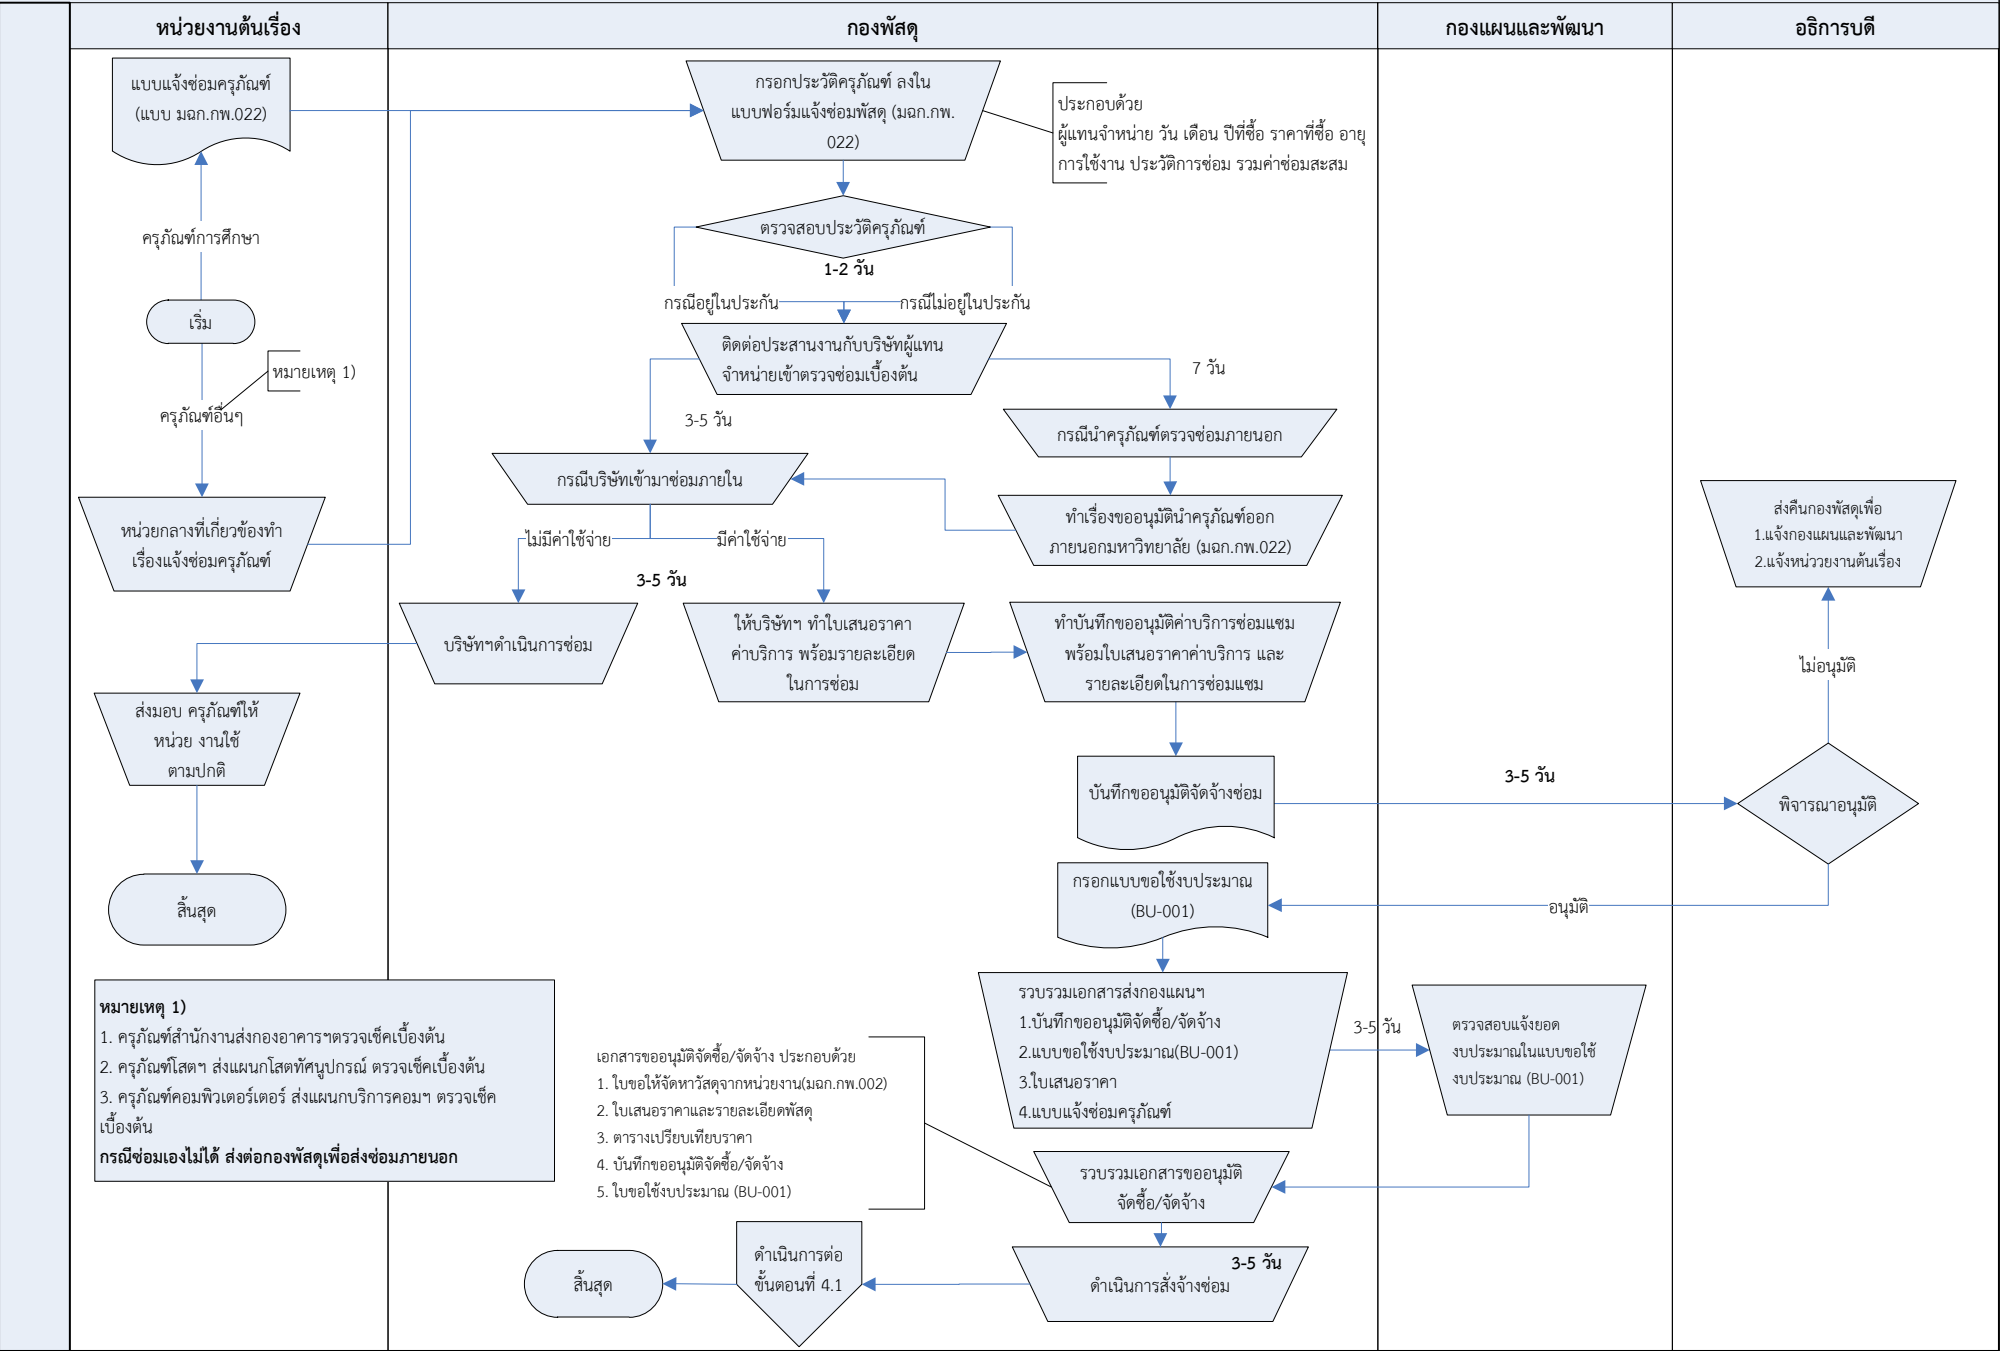 หน่วยงานต้นเรื่อง
กองพัสดุ
กองแผนและพัฒนา
อธิการบดี
แบบแจ้งซ่อมครุภัณฑ์
(แบบ มฉก.กพ.022)
ครุภัณฑ์การศึกษา
เริ่ม
หมายเหตุ 1)
ครุภัณฑ์อื่นๆ
หน่วยกลางที่เกี่ยวข้องทำ
เรื่องแจ้งซ่อมครุภัณฑ์
กรอกประวัติครุภัณฑ์ ลงใน
แบบฟอร์มแจ้งซ่อมพัสดุ (มฉก.กพ.
022)
ประกอบด้วย
ผู้แทนจำหน่าย วัน เดือน ปีที่ซื้อ ราคาที่ซื้อ อายุ
การใช้งาน ประวัติการซ่อม รวมค่าซ่อมสะสม
ตรวจสอบประวัติครุภัณฑ์
1-2 วัน
กรณีอยู่ในประกัน
กรณีไม่อยู่ในประกัน
ติดต่อประสานงานกับบริษัทผู้แทน
จำหน่ายเข้าตรวจซ่อมเบื้องต้น
7 วัน
3-5 วัน
กรณีนำครุภัณฑ์ตรวจซ่อมภายนอก
กรณีบริษัทเข้ามาซ่อมภายใน
ทำเรื่องขออนุมัตินำครุภัณฑ์ออก
ภายนอกมหาวิทยาลัย (มฉก.กพ.022)
ไม่มีค่าใช้จ่าย
มีค่าใช้จ่าย
3-5 วัน
บริษัทฯดำเนินการซ่อม
ให้บริษัทฯ ทำใบเสนอราคา
ค่าบริการ พร้อมรายละเอียด
ในการซ่อม
ทำบันทึกขออนุมัติค่าบริการซ่อมแซม
พร้อมใบเสนอราคาค่าบริการ และ
รายละเอียดในการซ่อมแซม
ส่งคืนกองพัสดุเพื่อ
1.แจ้งกองแผนและพัฒนา
2.แจ้งหน่ววยงานต้นเรื่อง
ไม่อนุมัติ
ส่งมอบ ครุภัณฑ์ให้
หน่วย งานใช้
ตามปกติ
สิ้นสุด
บันทึกขออนุมัติจัดจ้างซ่อม
3-5 วัน
พิจารณาอนุมัติ
อนุมัติ
กรอกแบบขอใช้งบประมาณ
(BU-001)
รวบรวมเอกสารส่งกองแผนฯ
1.บันทึกขออนุมัติจัดซื้อ/จัดจ้าง
2.แบบขอใช้งบประมาณ(BU-001)
3.ใบเสนอราคา
4.แบบแจ้งซ่อมครุภัณฑ์
3-5 วัน
ตรวจสอบแจ้งยอด
งบประมาณในแบบขอใช้
งบประมาณ (BU-001)
หมายเหตุ 1)
1. ครุภัณฑ์สำนักงานส่งกองอาคารฯตรวจเช็คเบื้องต้น
2. ครุภัณฑ์โสตฯ ส่งแผนกโสตทัศนูปกรณ์ ตรวจเช็คเบื้องต้น
3. ครุภัณฑ์คอมพิวเตอร์เตอร์ ส่งแผนกบริการคอมฯ ตรวจเช็ค
เบื้องต้น
กรณีซ่อมเองไม่ได้ ส่งต่อกองพัสดุเพื่อส่งซ่อมภายนอก
เอกสารขออนุมัติจัดซื้อ/จัดจ้าง ประกอบด้วย
1. ใบขอให้จัดหาวัสดุจากหน่วยงาน(มฉก.กพ.002)
2. ใบเสนอราคาและรายละเอียดพัสดุ
3. ตารางเปรียบเทียบราคา
4. บันทึกขออนุมัติจัดซื้อ/จัดจ้าง
5. ใบขอใช้งบประมาณ (BU-001)
รวบรวมเอกสารขออนุมัติ
จัดซื้อ/จัดจ้าง
3-5 วัน
ดำเนินการสั่งจ้างซ่อม
ดำเนินการต่อ
ขั้นตอนที่ 4.1
สิ้นสุด